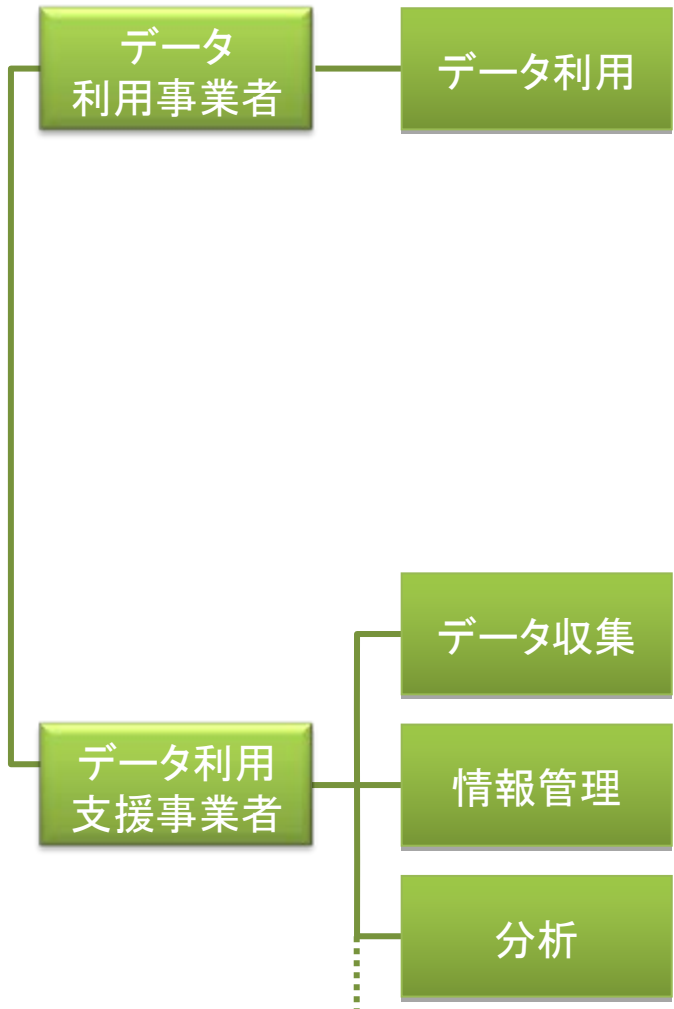 データ
利用事業者
データ利用
データ収集
データ利用
支援事業者
情報管理
分析